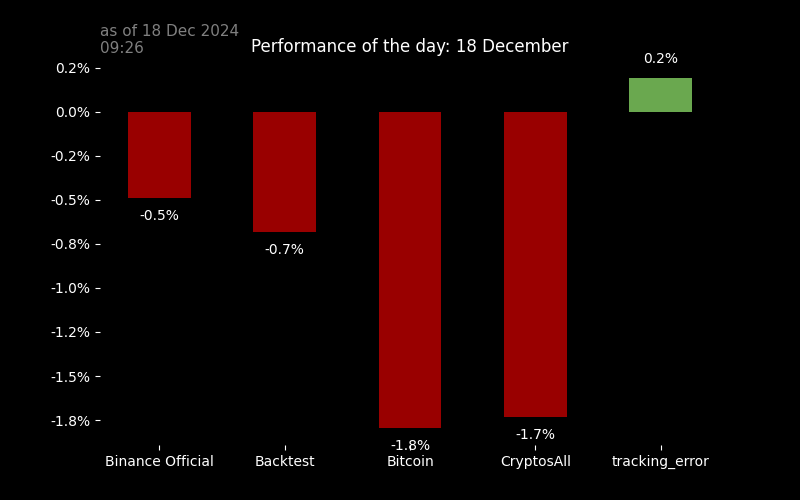 as of 18 Dec 2024
09:26
Performance of the day: 18 December
0.2%
0.0%
-0.2%
-0.5%
-0.8%
-1.0%
-1.2%
-1.5%
-1.8%
0.2%
-0.5%
-0.7%
-1.8%
-1.7%
Binance Official
Backtest
Bitcoin
CryptosAll
tracking_error